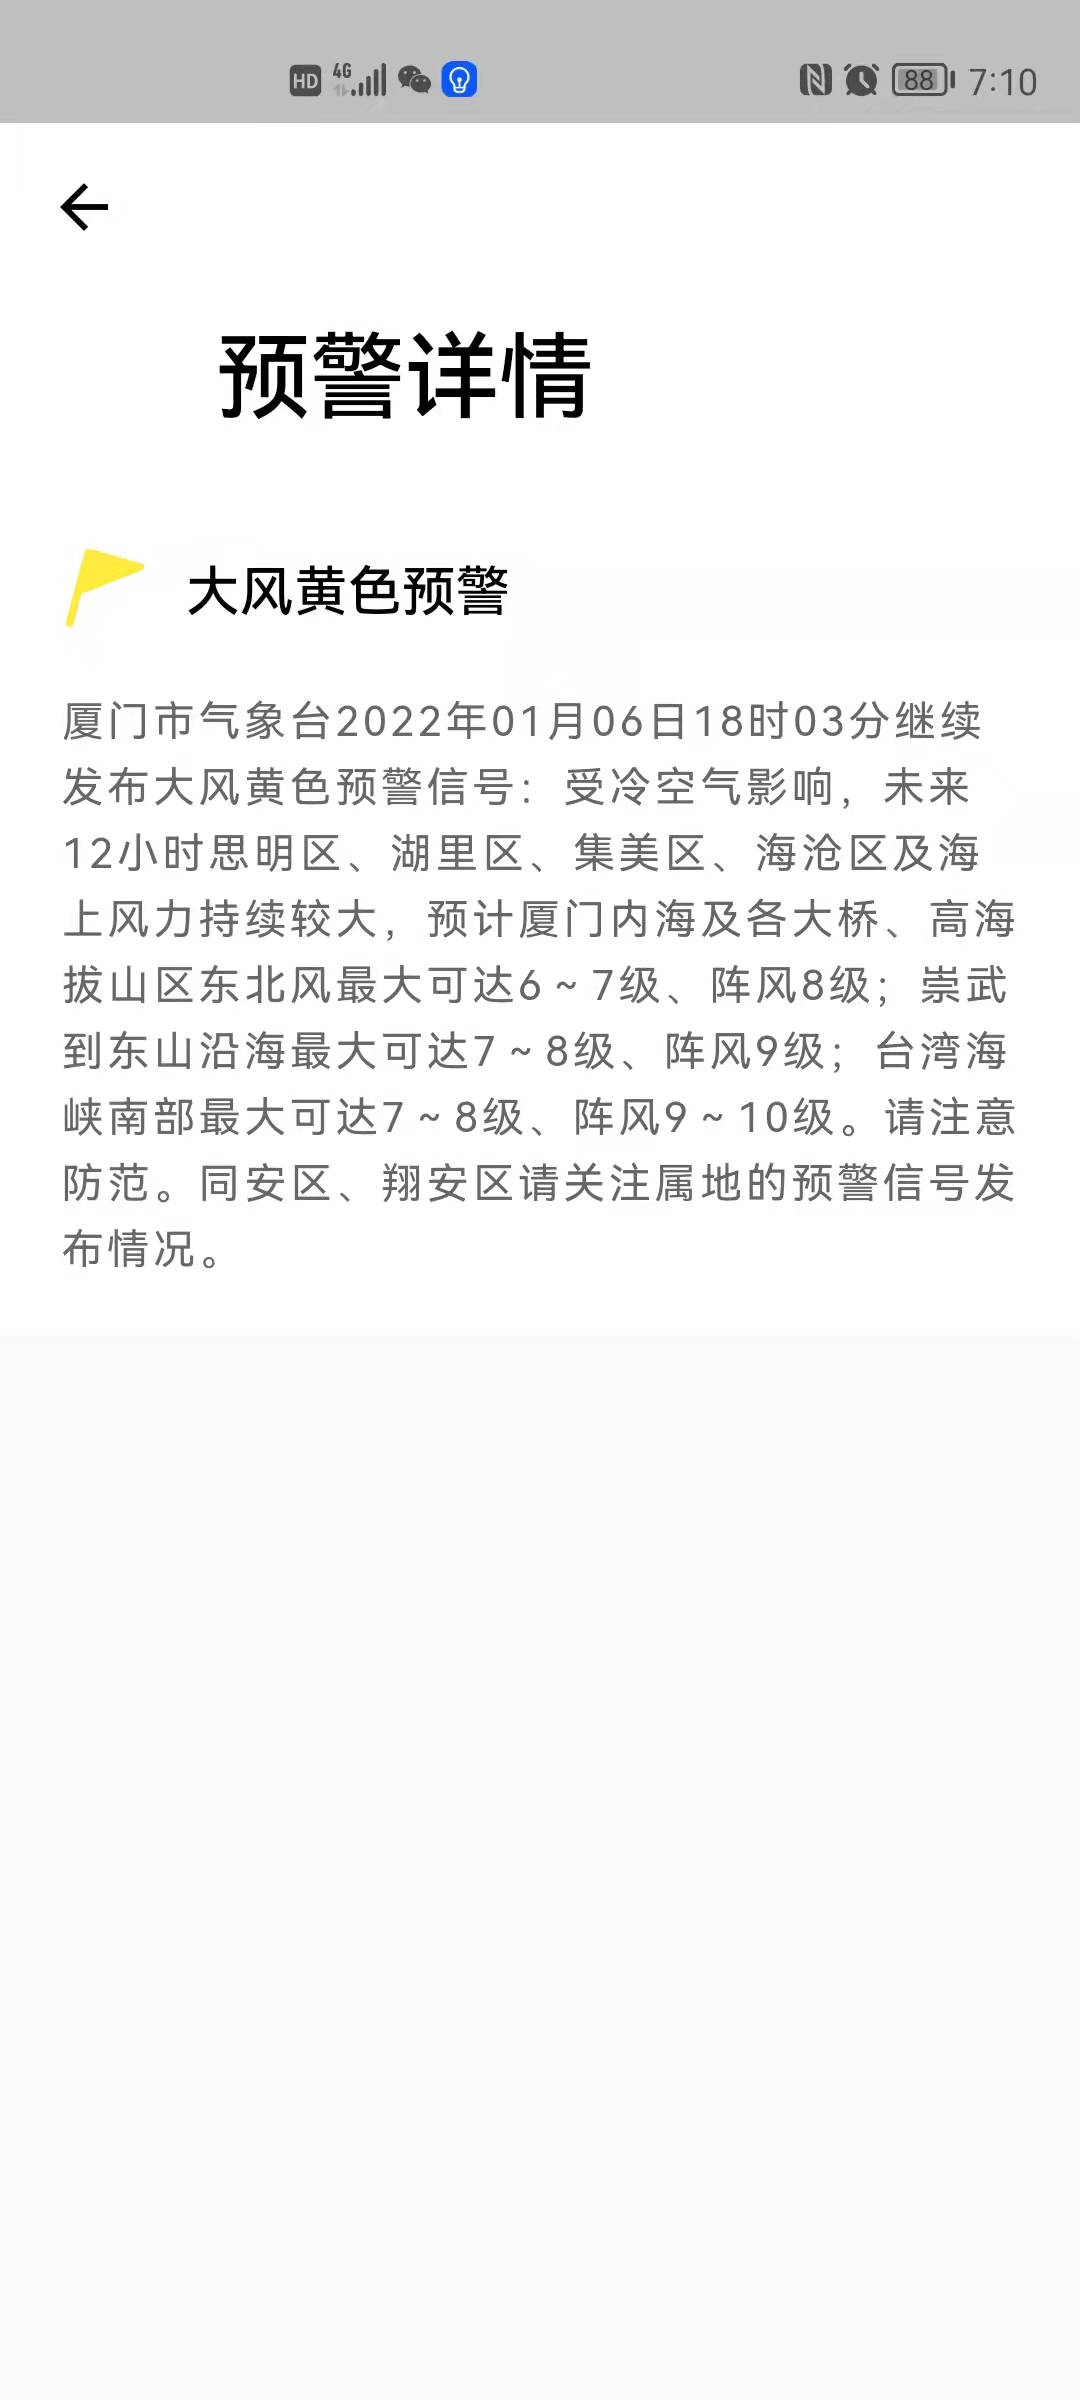 HD 4G 88 7:10
预警详情
大风黄色预警
厦门市气象台2022年01月06日18时03分继续
发布大风黄色预警信号：受冷空气影响，未来
12小时思明区、湖里区、集美区、海沧区及海
上风力持续较大，预计厦门内海及各大桥、高海
拔山区东北风最大可达6~7级、阵风8级；崇武
到东山沿海最大可达7~8级、阵风9级；台湾海
峡南部最大可达7~8级、阵风9~10级。请注意
防范。同安区、翔安区请关注属地的预警信号发
布情况。